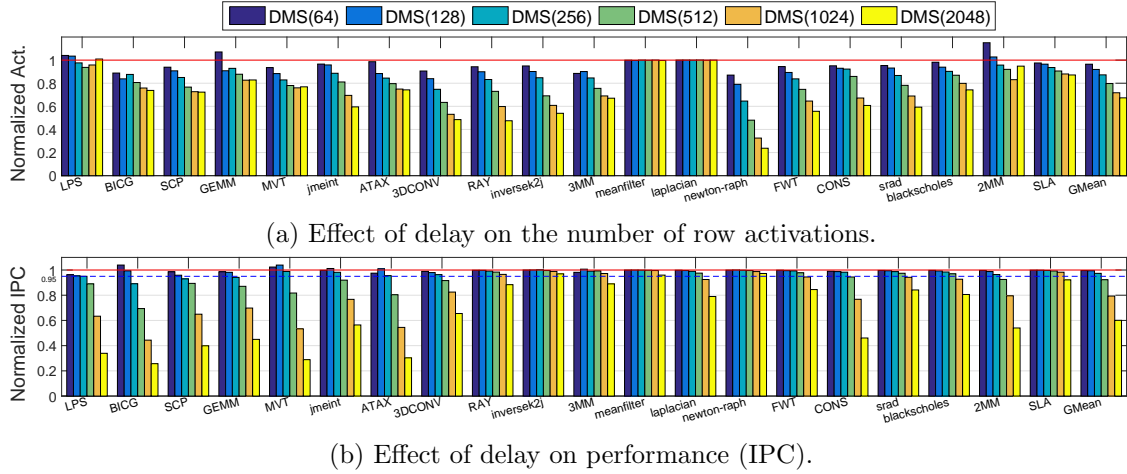 DMS(64) DMS(128) DMS(256) DMS(512) DMS(1024) DMS(2048)
Normalized Act.
1
0.8
0.6
0.4
0.2
0
LPS BICG SCP GEMM MVT jmeint ATAX 3DCONV RAY inversek2j 3MM meanfilter laplacian newton-raph FWT CONS srad blackscholes 2MM SLA GMean
(a) Effect of delay on the number of row activations.
Normalized IPC
1
0.95
0.8
0.6
0.4
0.2
0
LPS BICG SCP GEMM MVT jmeint ATAX 3DCONV RAY inversek2j 3MM meanfilter laplacian newton-raph FWT CONS srad blackscholes 2MM SLA GMean
(b) Effect of delay on performance (IPC).